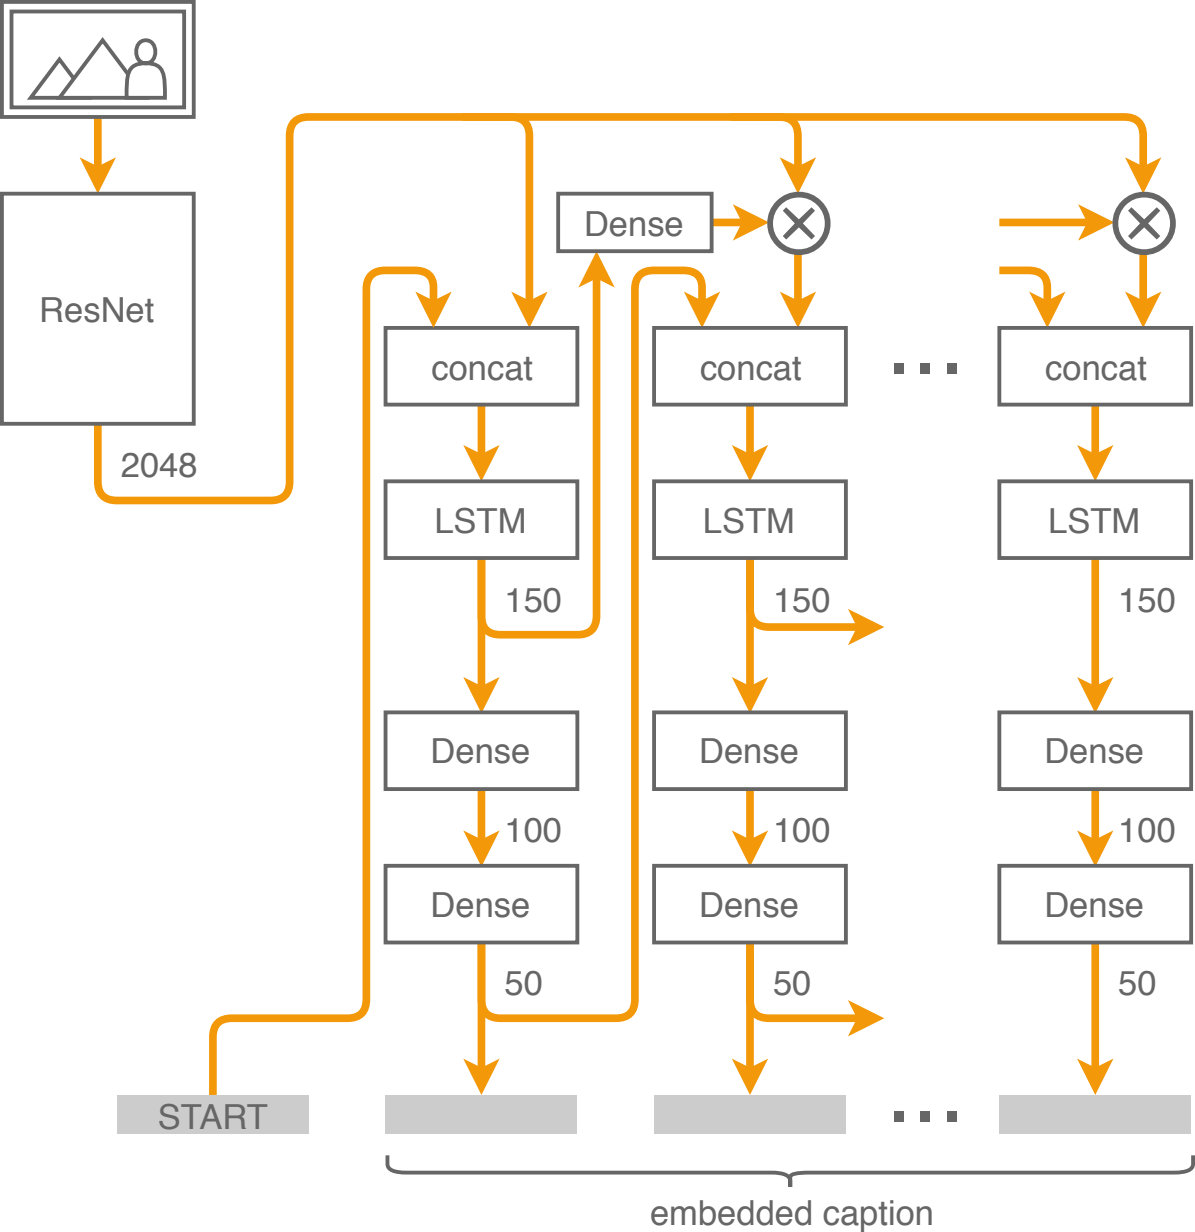 Dense
ResNet
concat
concat
concat
2048
LSTM
LSTM
LSTM
150
150
150
Dense
Dense
Dense
100
100
100
Dense
Dense
Dense
50
50
50
START
embedded caption